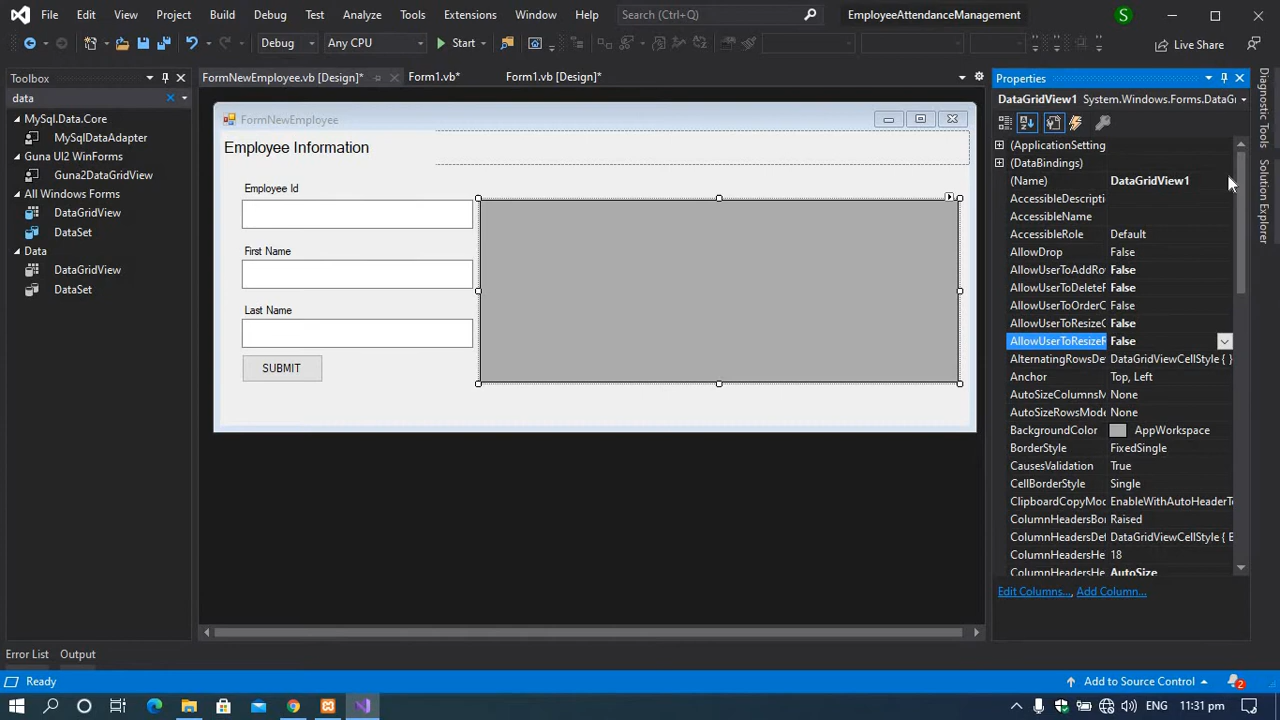 File Edit View Project Build Debug Test Analyze Tools Extensions Window Help Search (Ctrl+Q) EmployeeAttendanceManagement S
Debug Any CPU Start Live Share
Toolbox
data
MySql.Data.Core
MySqlDataAdapter
Guna UI2 WinForms
Guna2DataGridView
All Windows Forms
DataGridView
DataSet
Data
DataGridView
DataSet
FormNewEmployee.vb [Design]* Form1.vb* Form1.vb [Design]*
FormNewEmployee
Employee Information
Employee Id
First Name
Last Name
SUBMIT
Properties
DataGridView1 System.Windows.Forms.DataG
(ApplicationSetting
(DataBindings)
(Name) DataGridView1
AccessibleDescripti
AccessibleName
AccessibleRole Default
AllowDrop False
AllowUserToAddRo False
AllowUserToDeleteF False
AllowUserToOrderC False
AllowUserToResizeC False
AllowUserToResizeF False
AlternatingRowsDe DataGridViewCellStyle { }
Anchor Top, Left
AutoSizeColumnsM None
AutoSizeRowsMode None
BackgroundColor AppWorkspace
BorderStyle FixedSingle
CausesValidation True
CellBorderStyle Single
ClipboardCopyMod EnableWithAutoHeaderTe
ColumnHeadersBor Raised
ColumnHeadersDef DataGridViewCellStyle { B
ColumnHeadersHe 18
ColumnHeadersHe AutoSize
Edit Columns..., Add Column...
Diagnostic Tools
Solution Explorer
Error List Output
Ready Add to Source Control 2
ENG 11:31 pm